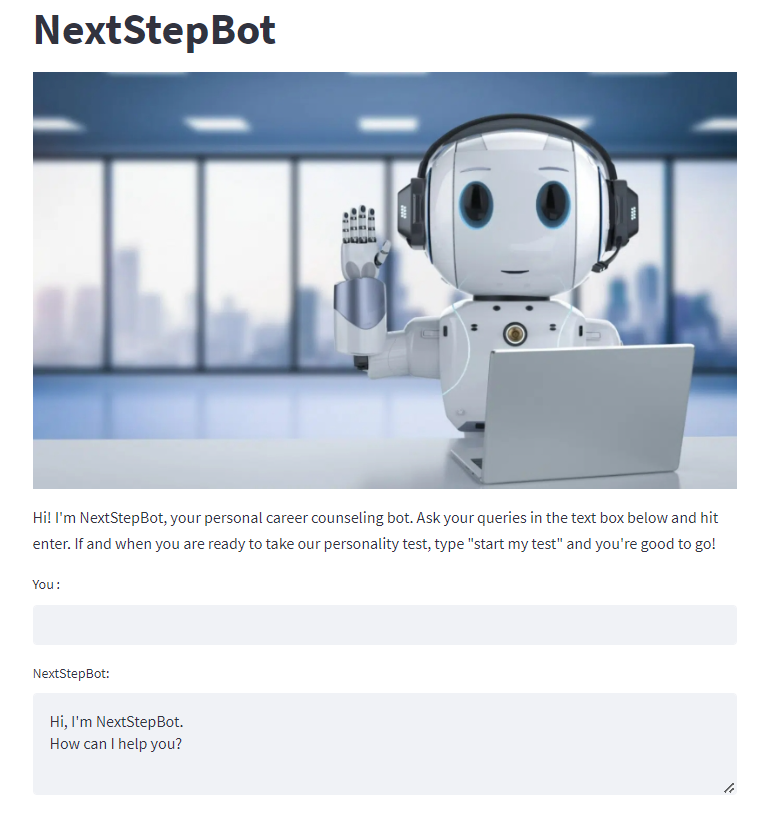 NextStepBot
Hi! I'm NextStepBot, your personal career counseling bot. Ask your queries in the text box below and hit
enter. If and when you are ready to take our personality test, type "start my test" and you're good to go!
You :
NextStepBot:
Hi, I'm NextStepBot.
How can I help you?